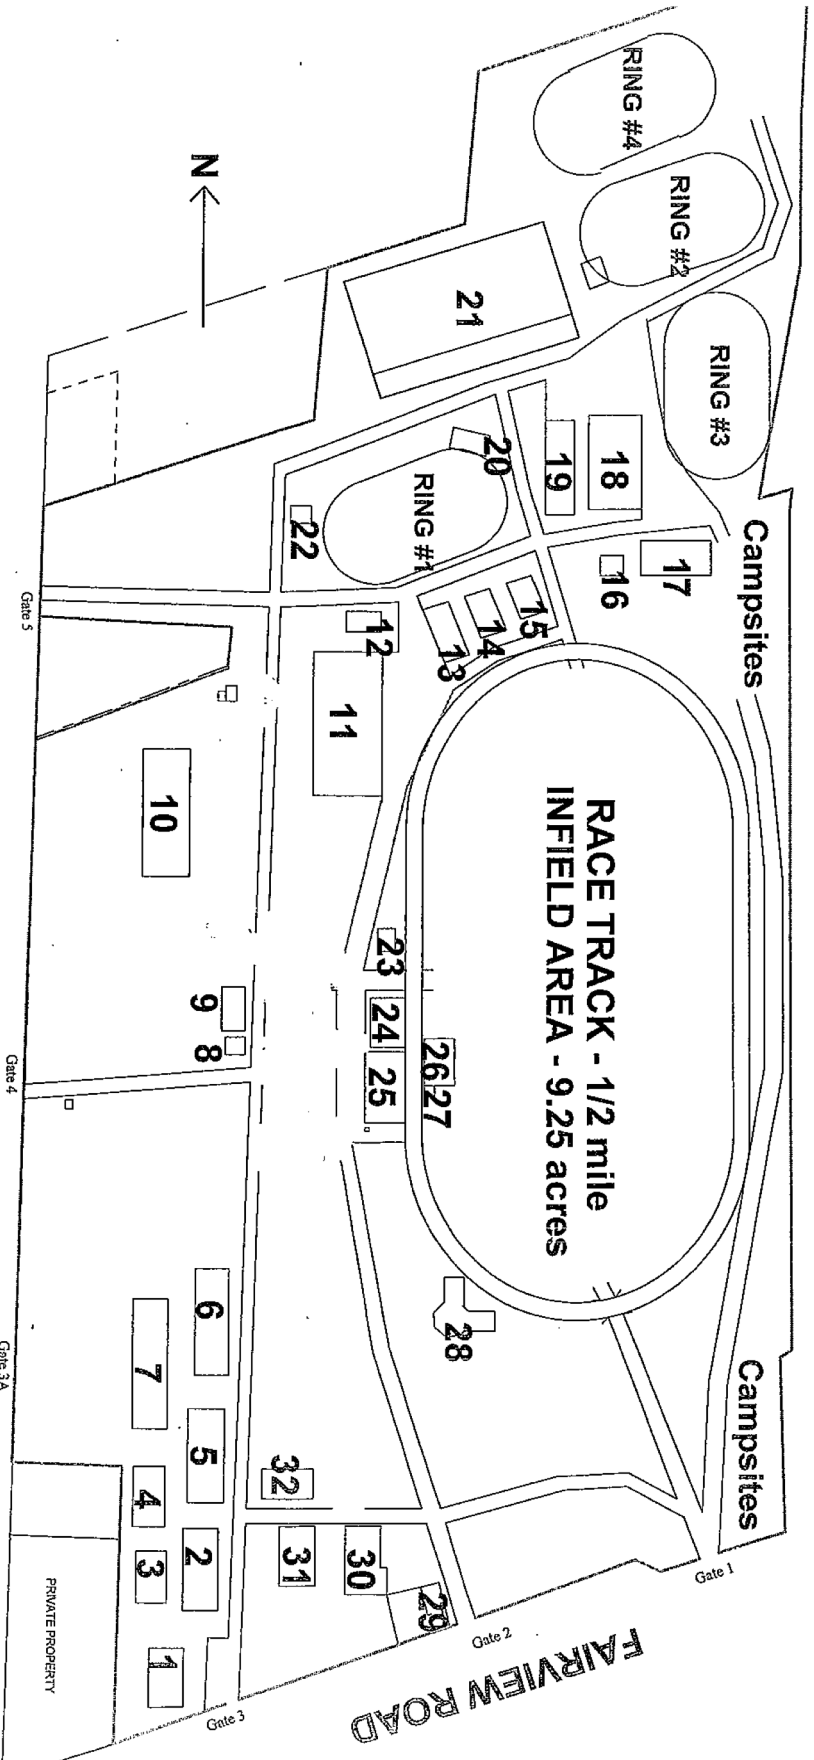 RING #4
RING #2
RING #3
N
21
20
19
18
RING #1
22
Campsites
17
16
15
14
13
12
11
10
RACE TRACK - 1/2 mile
INFIELD AREA - 9.25 acres
23
24
25
26
27
9
8
Gate 5
Gate 4
28
6
7
5
4
3
2
1
32
31
30
29
Campsites
Gate 3A
Gate 1
Gate 2
Gate 3
FAIRVIEW ROAD
PRIVATE PROPERTY